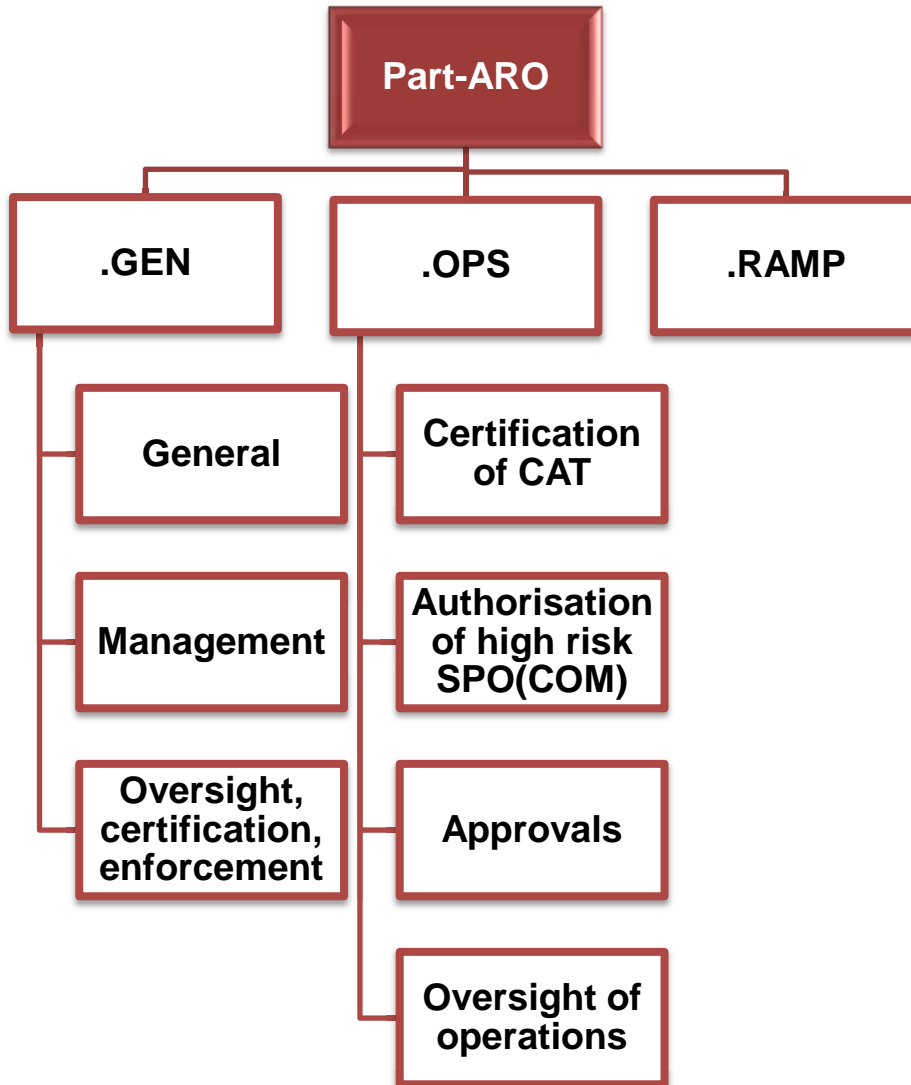 Part-ARO
.GEN
.OPS
.RAMP
General
Management
Oversight,
certification,
enforcement
Certification
of CAT
Authorisation
of high risk
SPO(COM)
Approvals
Oversight of
operations